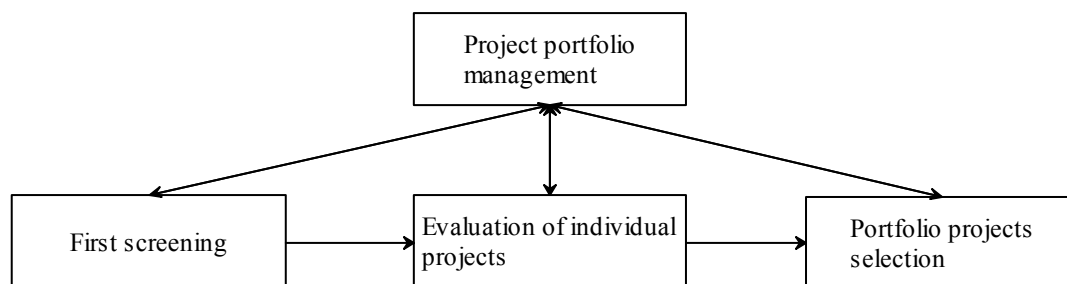 Project portfolio
management
First screening
Evaluation of individual
projects
Portfolio projects
selection